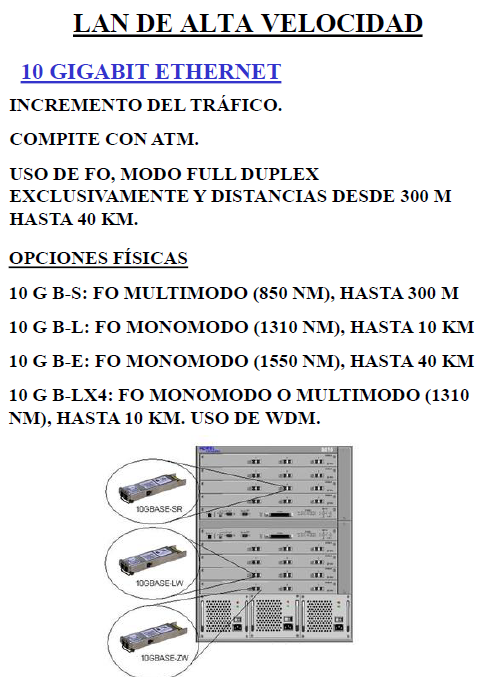 LAN DE ALTA VELOCIDAD
10 GIGABIT ETHERNET
INCREMENTO DEL TRÁFICO.
COMPITE CON ATM.
USO DE FO, MODO FULL DUPLEX
EXCLUSIVAMENTE Y DISTANCIAS DESDE 300 M
HASTA 40 KM.
OPCIONES FÍSICAS
10 G B-S: FO MULTIMODO (850 NM), HASTA 300 M
10 G B-L: FO MONOMODO (1310 NM), HASTA 10 KM
10 G B-E: FO MONOMODO (1550 NM), HASTA 40 KM
10 G B-LX4: FO MONOMODO O MULTIMODO (1310
NM), HASTA 10 KM. USO DE WDM.
10GBASE-SR
10GBASE-LW
10GBASE-ZW